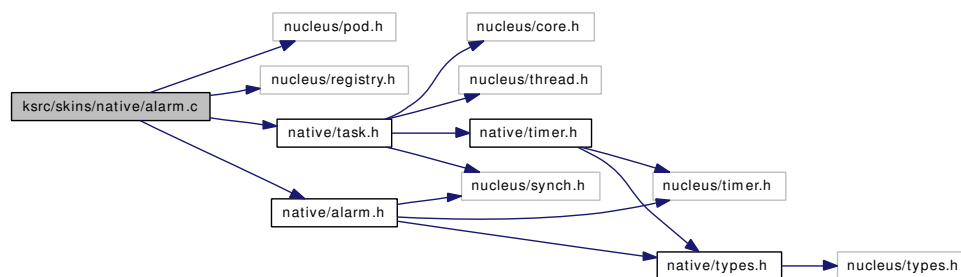 nucleus/pod.h
nucleus/core.h
nucleus/registry.h
nucleus/thread.h
ksrc/skins/native/alarm.c
native/task.h
native/timer.h
nucleus/synch.h
nucleus/timer.h
native/alarm.h
native/types.h
nucleus/types.h